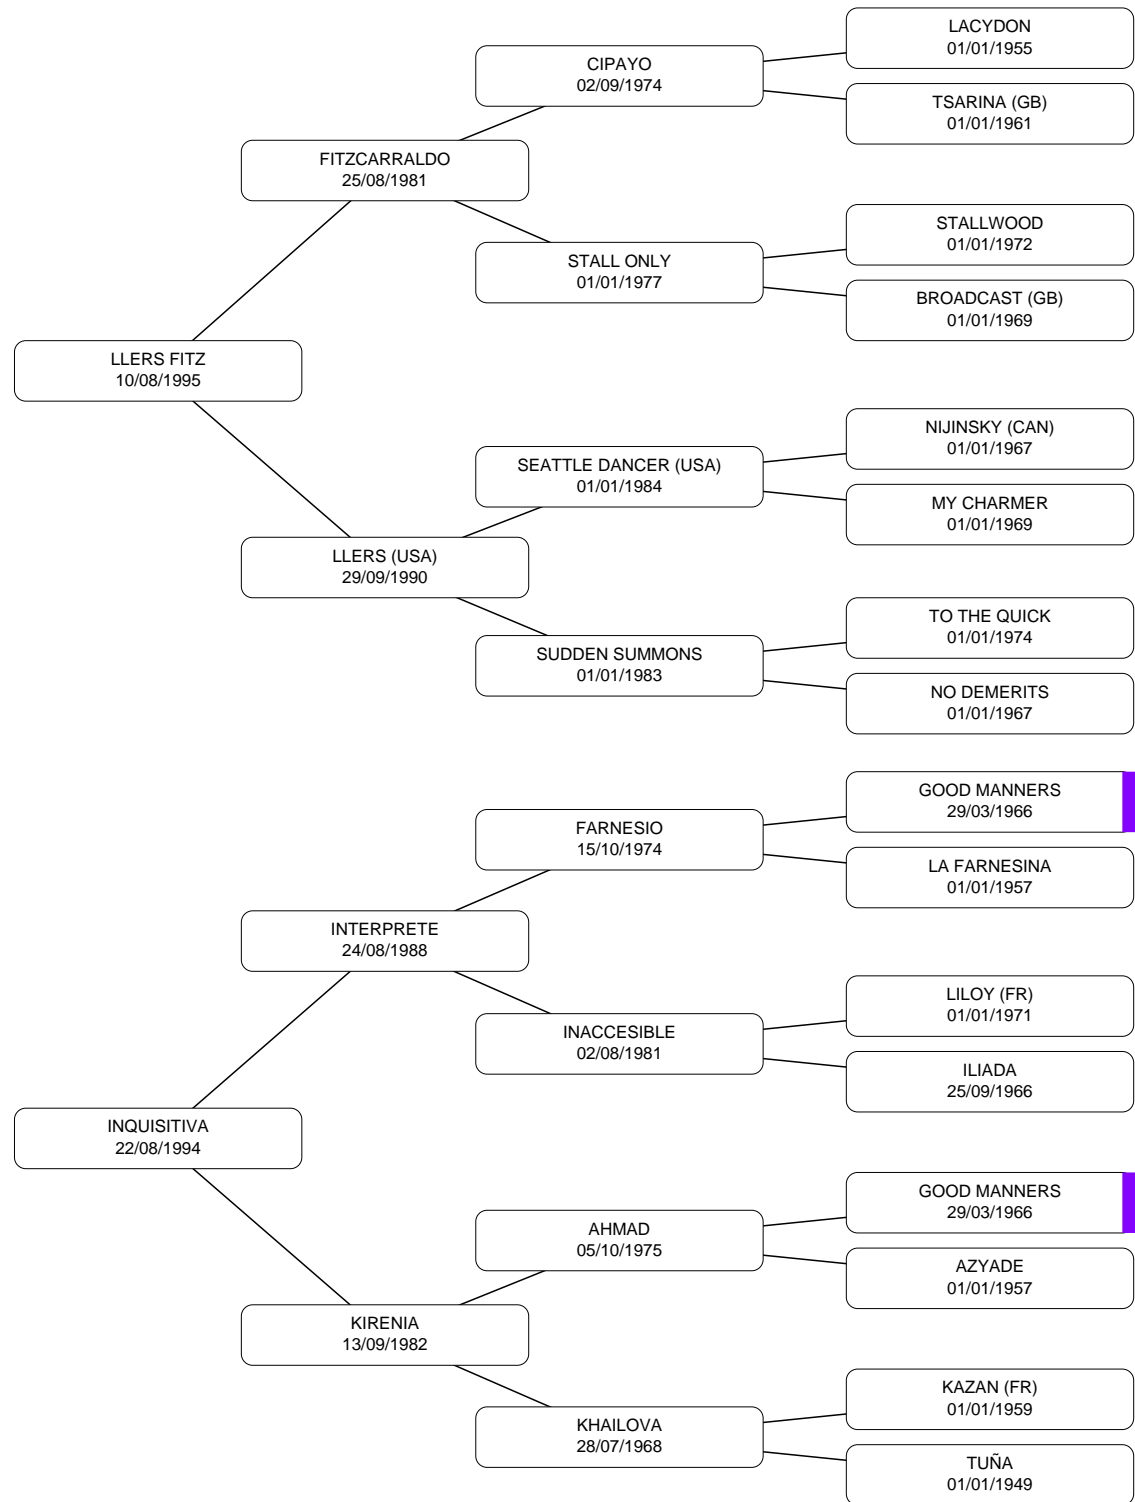 LACYDON
01/01/1955
CIPAYO
02/09/1974
TSARINA (GB)
01/01/1961
FITZCARRALDO
25/08/1981
STALLWOOD
01/01/1972
STALL ONLY
01/01/1977
BROADCAST (GB)
01/01/1969
LLERS FITZ
10/08/1995
NIJINSKY (CAN)
01/01/1967
SEATTLE DANCER (USA)
01/01/1984
MY CHARMER
01/01/1969
LLERS (USA)
29/09/1990
TO THE QUICK
01/01/1974
SUDDEN SUMMONS
01/01/1983
NO DEMERITS
01/01/1967
GOOD MANNERS
29/03/1966
FARNESIO
15/10/1974
LA FARNESINA
01/01/1957
INTERPRETE
24/08/1988
LILOY (FR)
01/01/1971
INACCESIBLE
02/08/1981
ILIADA
25/09/1966
INQUISITIVA
22/08/1994
GOOD MANNERS
29/03/1966
AHMAD
05/10/1975
AZYADE
01/01/1957
KIRENIA
13/09/1982
KAZAN (FR)
01/01/1959
KHAILOVA
28/07/1968
TUÑA
01/01/1949